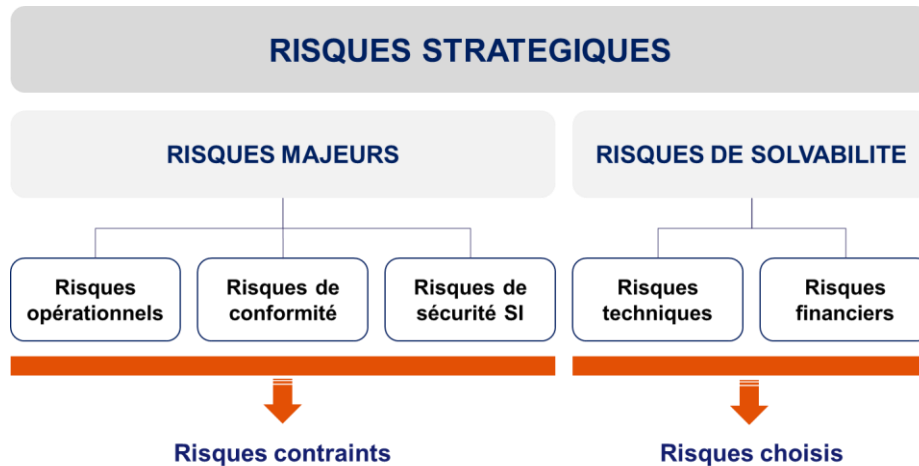 RISQUES STRATEGIQUES
RISQUES MAJEURS
RISQUES DE SOLVABILITE
Risques
opérationnels
Risques de
conformité
Risques de
sécurité SI
Risques
techniques
Risques
financiers
Risques contraints
Risques choisis